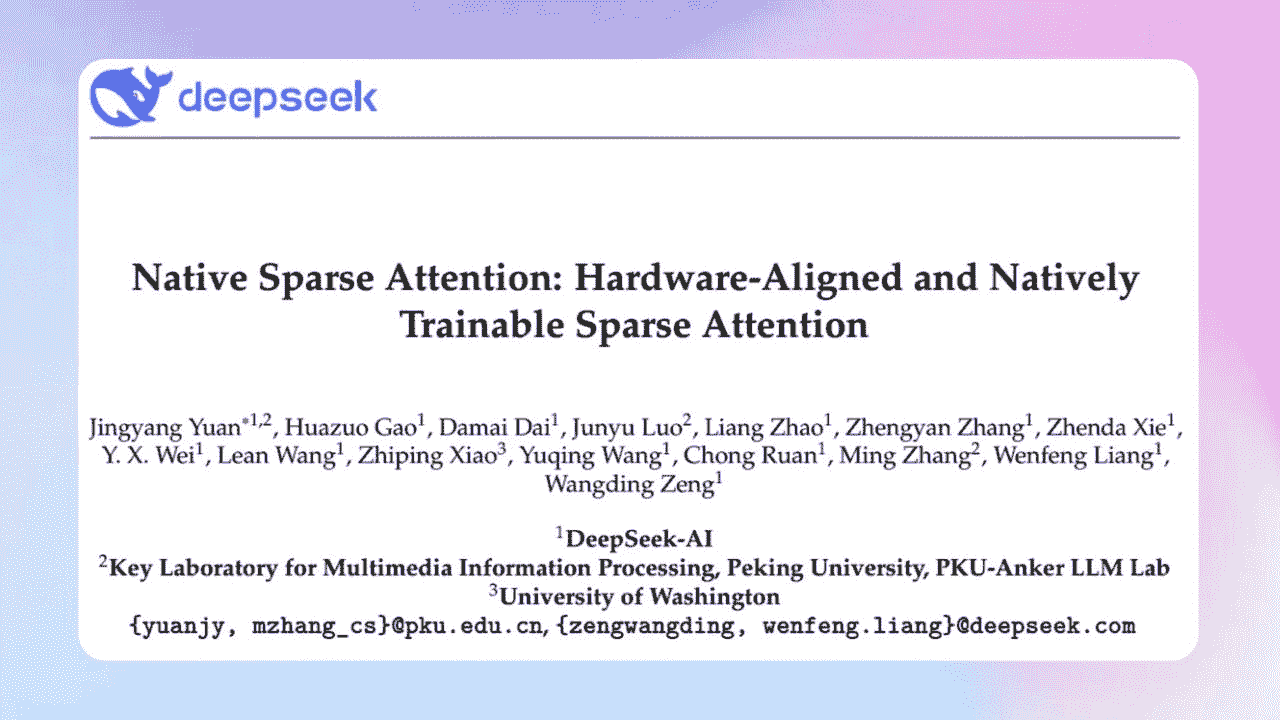 deepseek
Native Sparse Attention: Hardware-Aligned and Natively
Trainable Sparse Attention
Jingyang Yuan*1,2, Huazuo Gao1, Damai Dai1, Junyu Luo2, Liang Zhao1, Zhengyan Zhang1, Zhenda Xie1,
Y. X. Wei1, Lean Wang1, Zhiping Xiao3, Yuqing Wang1, Chong Ruan1, Ming Zhang2, Wenfeng Liang1,
Wangding Zeng1
1DeepSeek-AI
2Key Laboratory for Multimedia Information Processing, Peking University, PKU-Anker LLM Lab
3University of Washington
{yuanjy, mzhang_cs}@pku.edu.cn, {zengwangding, wenfeng.liang}@deepseek.com